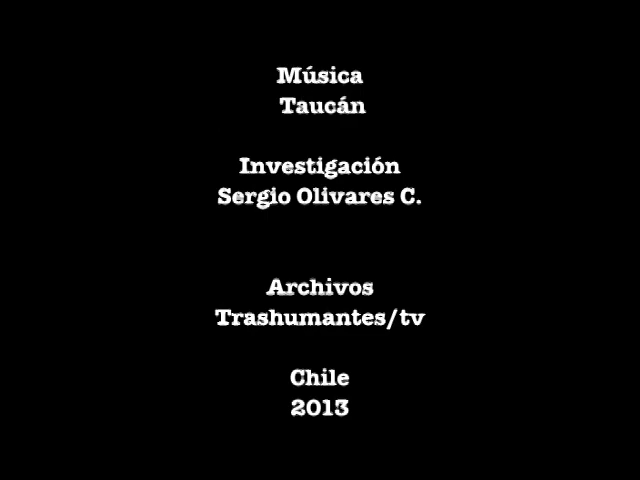 Música
Taucán
Investigación
Sergio Olivares C.
Archivos
Trashumantes/tv
Chile
2013